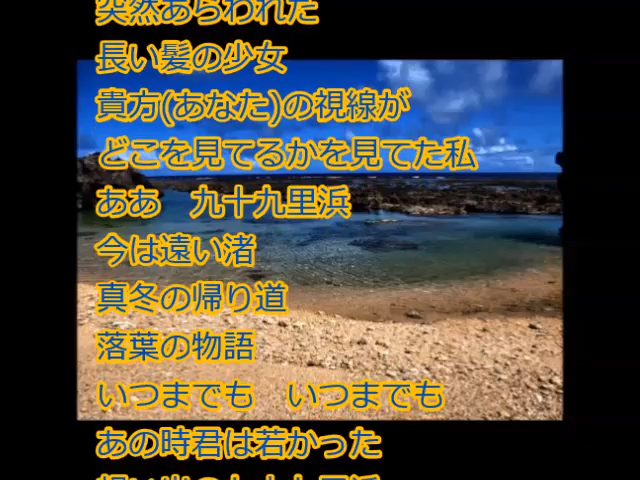 突然あらわれた
長い髪の少女
貴方(あなた)の視線が
どこを見てるかを見てた私
ああ　九十九里浜
今は遠い渚
真冬の帰り道
落葉の物語
いつまでも　いつまでも
あの時君は若かった